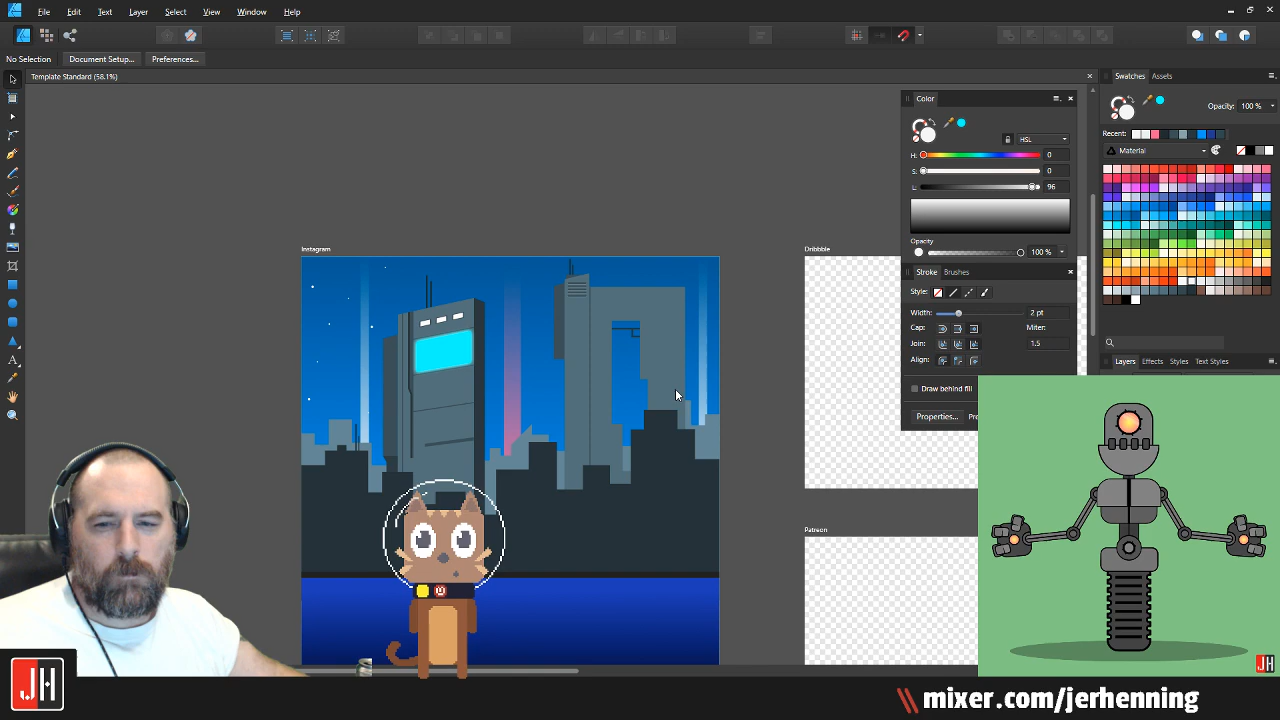 File Edit Text Layer Select View Window Help
No Selection Document Setup... Preferences...
Template Standard (58.1%)
Swatches Assets
Color
Opacity: 100 %
HSL
Recent:
H: 0
Material
S: 0
L: 96
Instagram
Dribbble
Opacity
100 %
Stroke Brushes
Style:
Width: 2 pt
Cap: Miter:
Join: 1.5
Align:
Layers Effects Styles Text Styles
Draw behind fill
Properties...
Patreon
JH
JH
\\ mixer.com/jerhenning